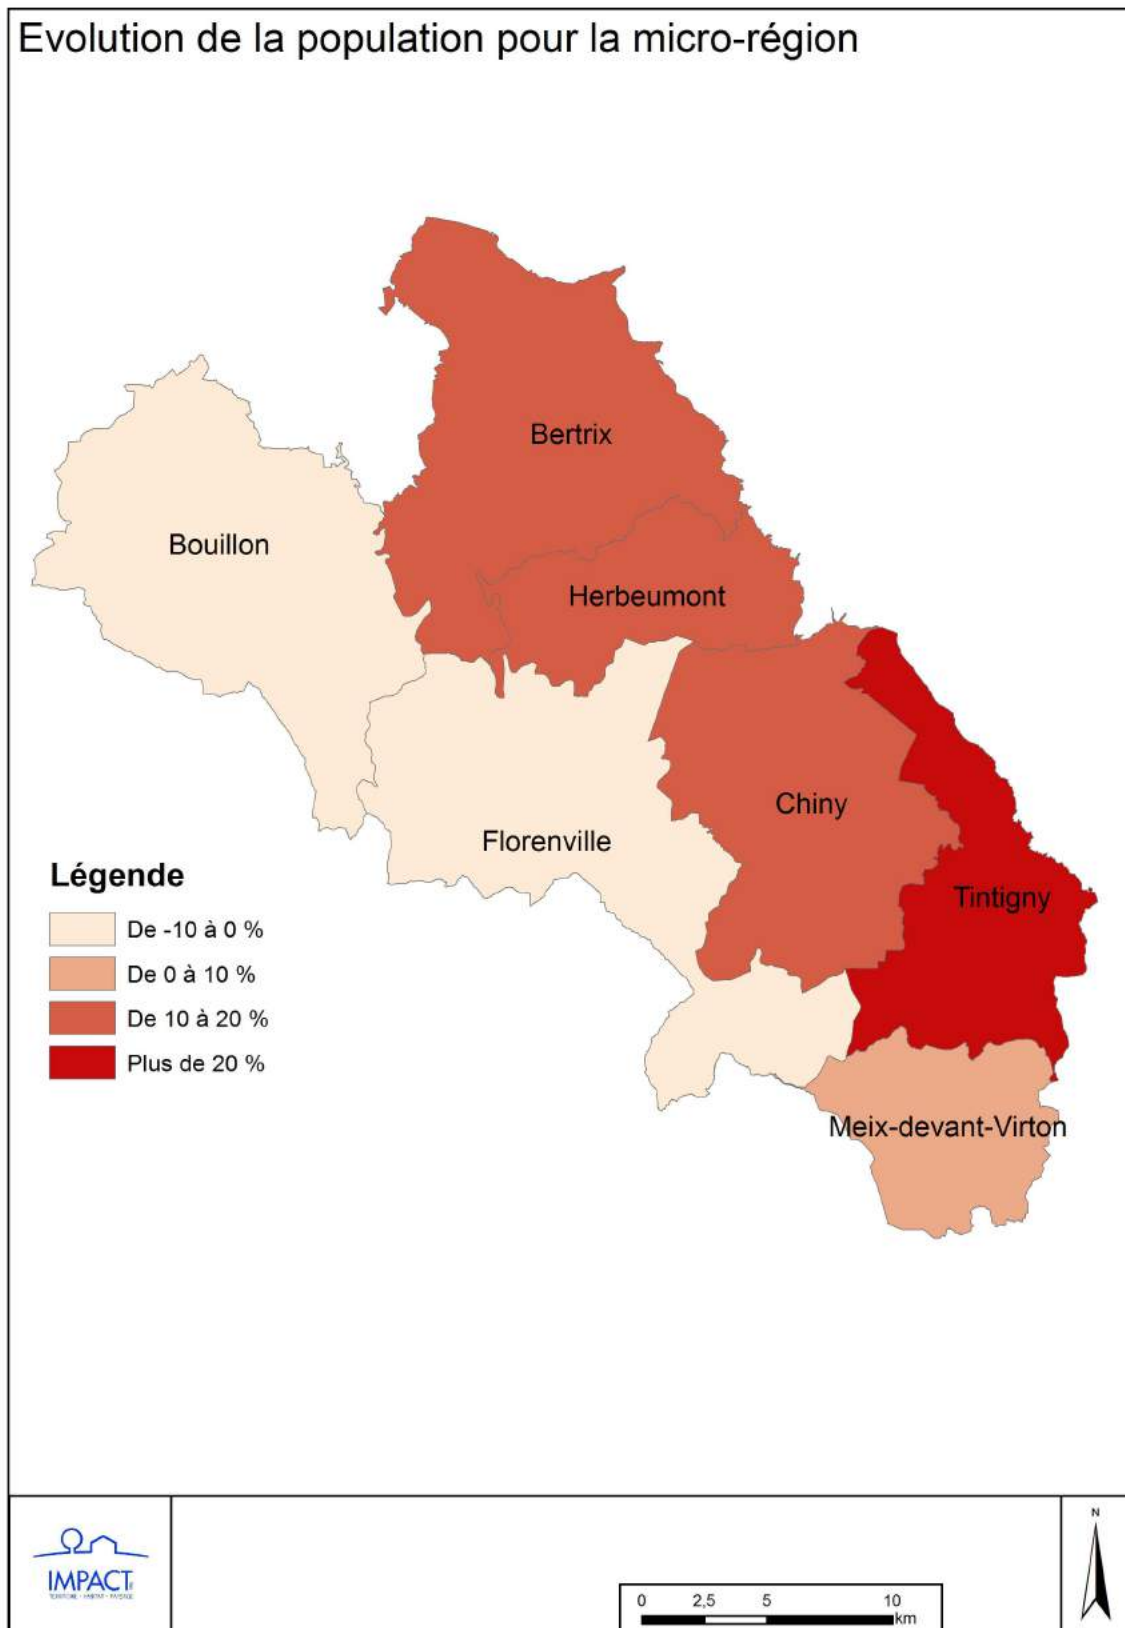 Evolution de la population pour la micro-région
Bertrix
Bouillon
Herbeumont
Chiny
Florenville
Tintigny
Meix-devant-Virton
Légende
De -10 à 0 %
De 0 à 10 %
De 10 à 20 %
Plus de 20 %
IMPACT
N
0 2,5 5 10
km